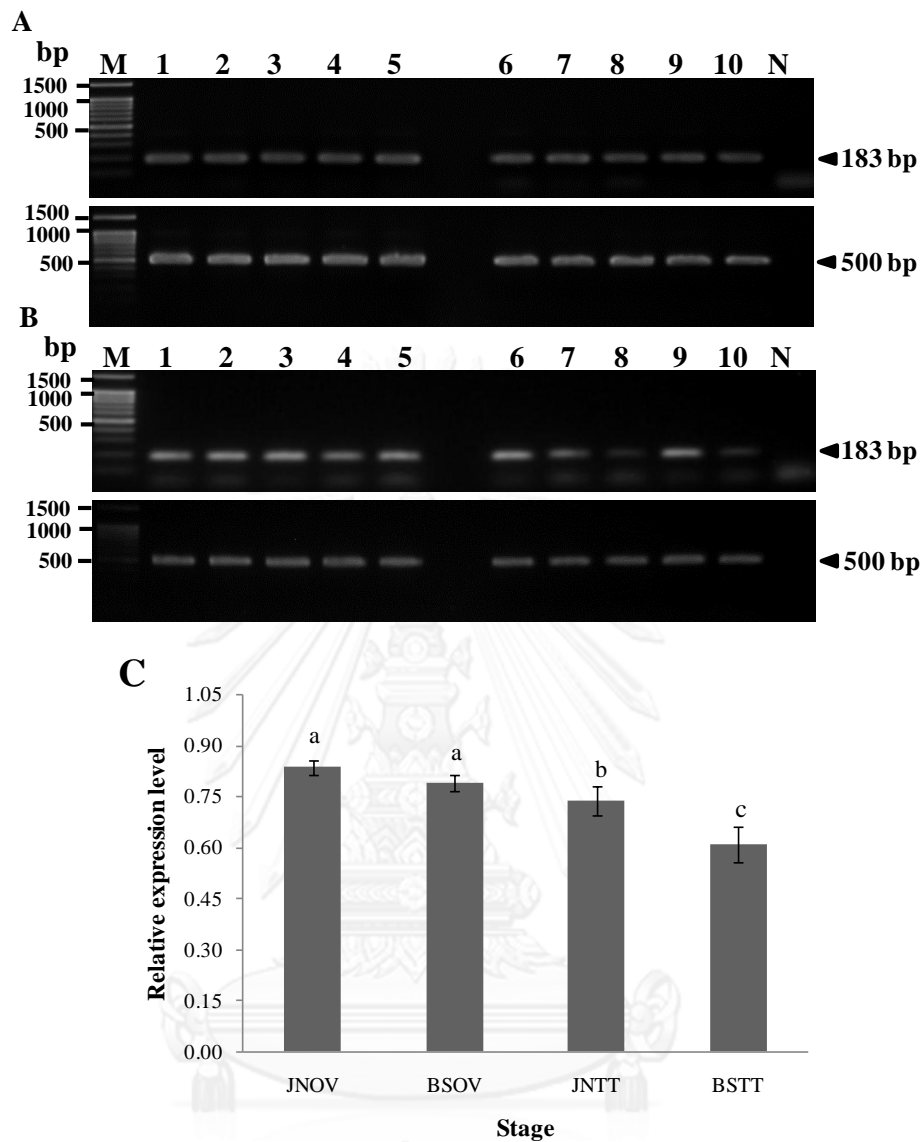 A
bp M 1 2 3 4 5 6 7 8 9 10 N
1500
1000
500
183 bp
1500
1000
500
500 bp
B
bp M 1 2 3 4 5 6 7 8 9 10 N
1500
1000
500
183 bp
1500
1000
500
500 bp
C
Relative expression level
1.05
0.90
0.75
0.60
0.45
0.30
0.15
0.00
a a b c
JNOV BSOV JNTT BSTT
Stage